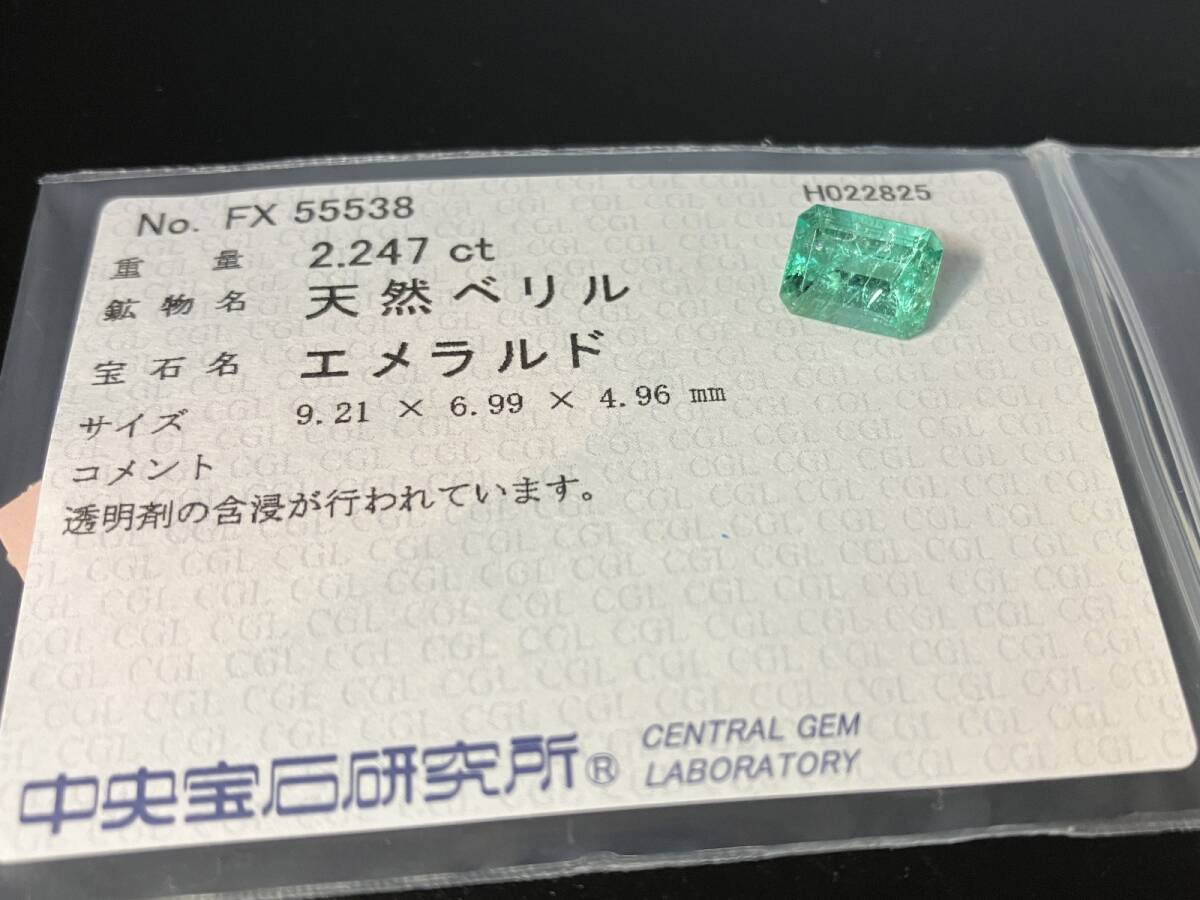 No. FX 55538
H022825
重量 2.247 ct
鉱物名 天然ベリル
宝石名 エメラルド
サイズ 9.21 × 6.99 × 4.96 mm
コメント
透明剤の含浸が行われています。
中央宝石研究所® CENTRAL GEM
LABORATORY